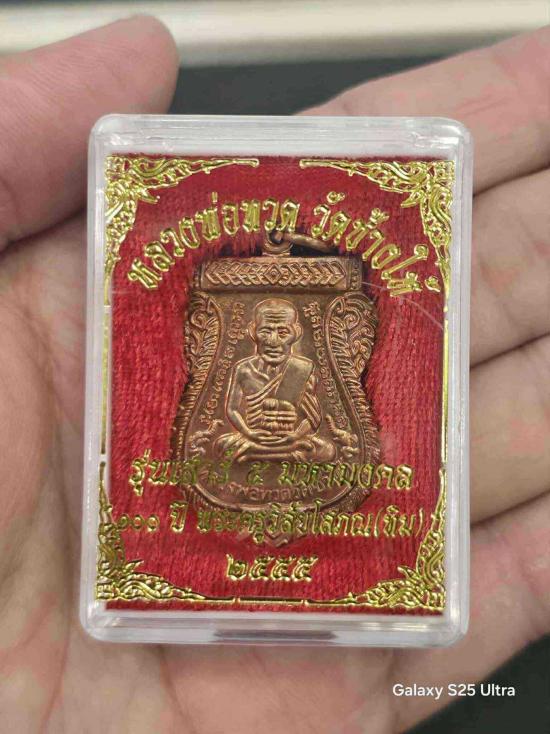 หลวงพ่อทวด วัดช้างให้
รุ่นเสาร์ ๕ มหามงคล
๑๐๐ ปี พระครูวิสัยโสภณ(ทิม)
๒๕๕๕
Galaxy S25 Ultra